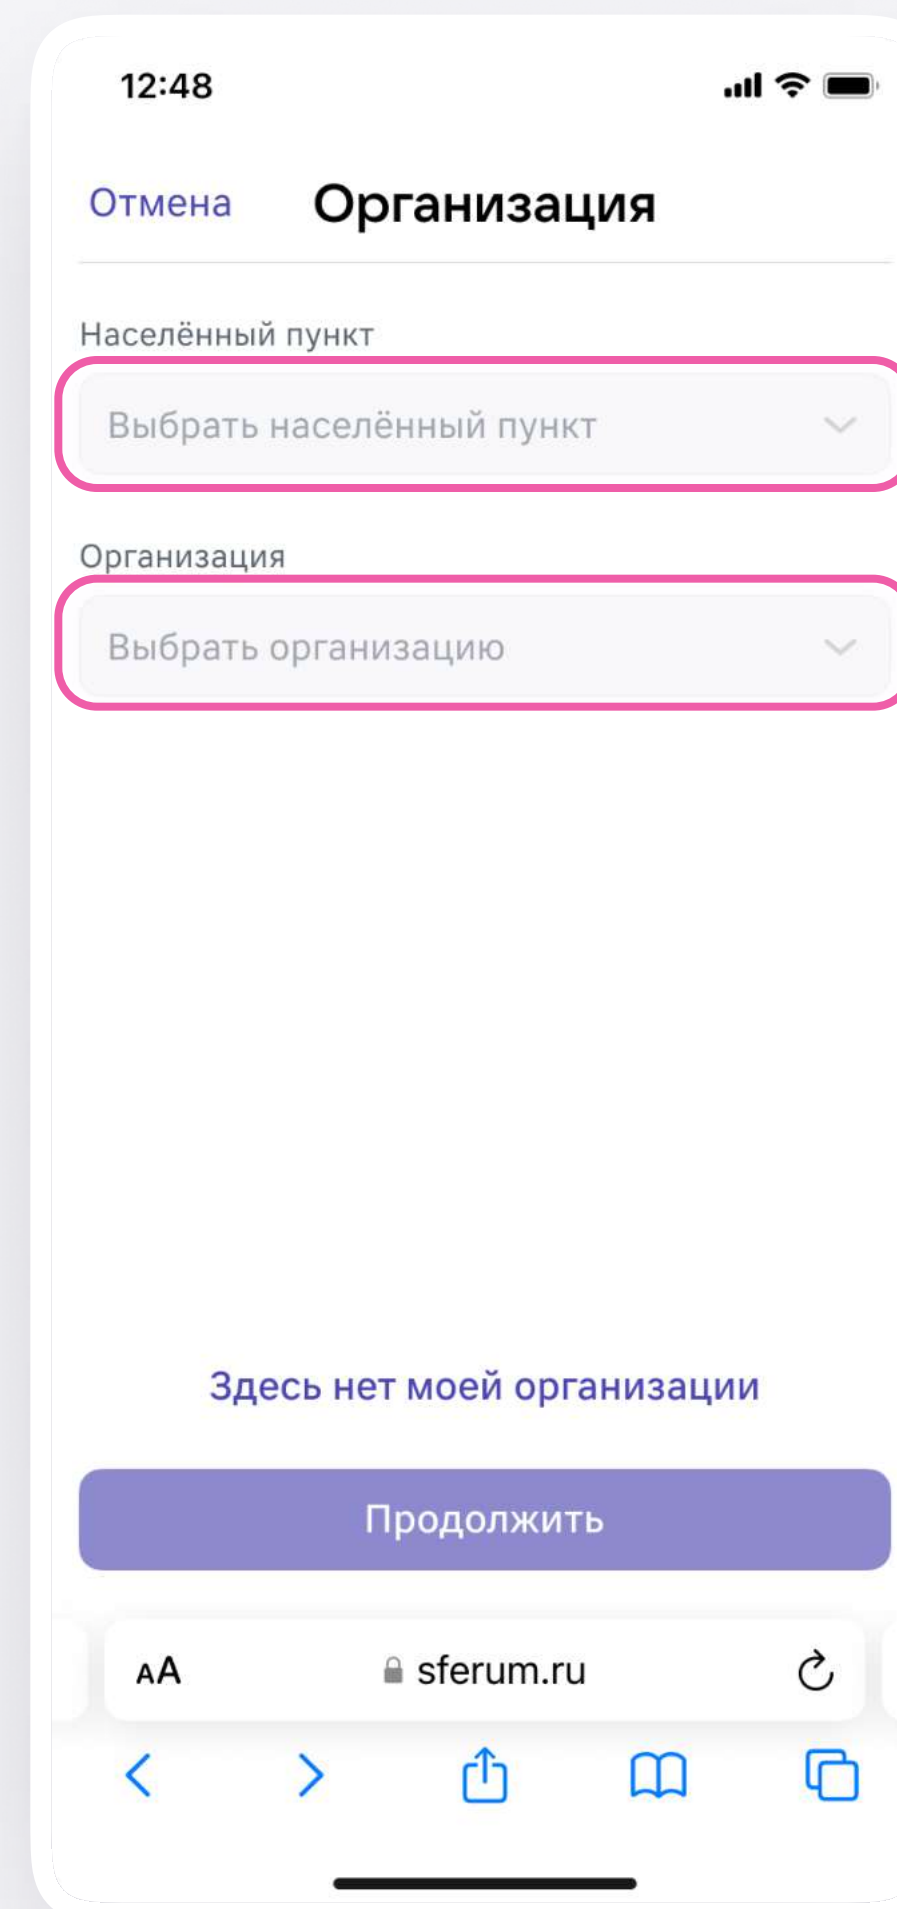 12:48
Отмена Организация
Населённый пункт
Выбрать населённый пункт
Организация
Выбрать организацию
Здесь нет моей организации
Продолжить
AA sferum.ru